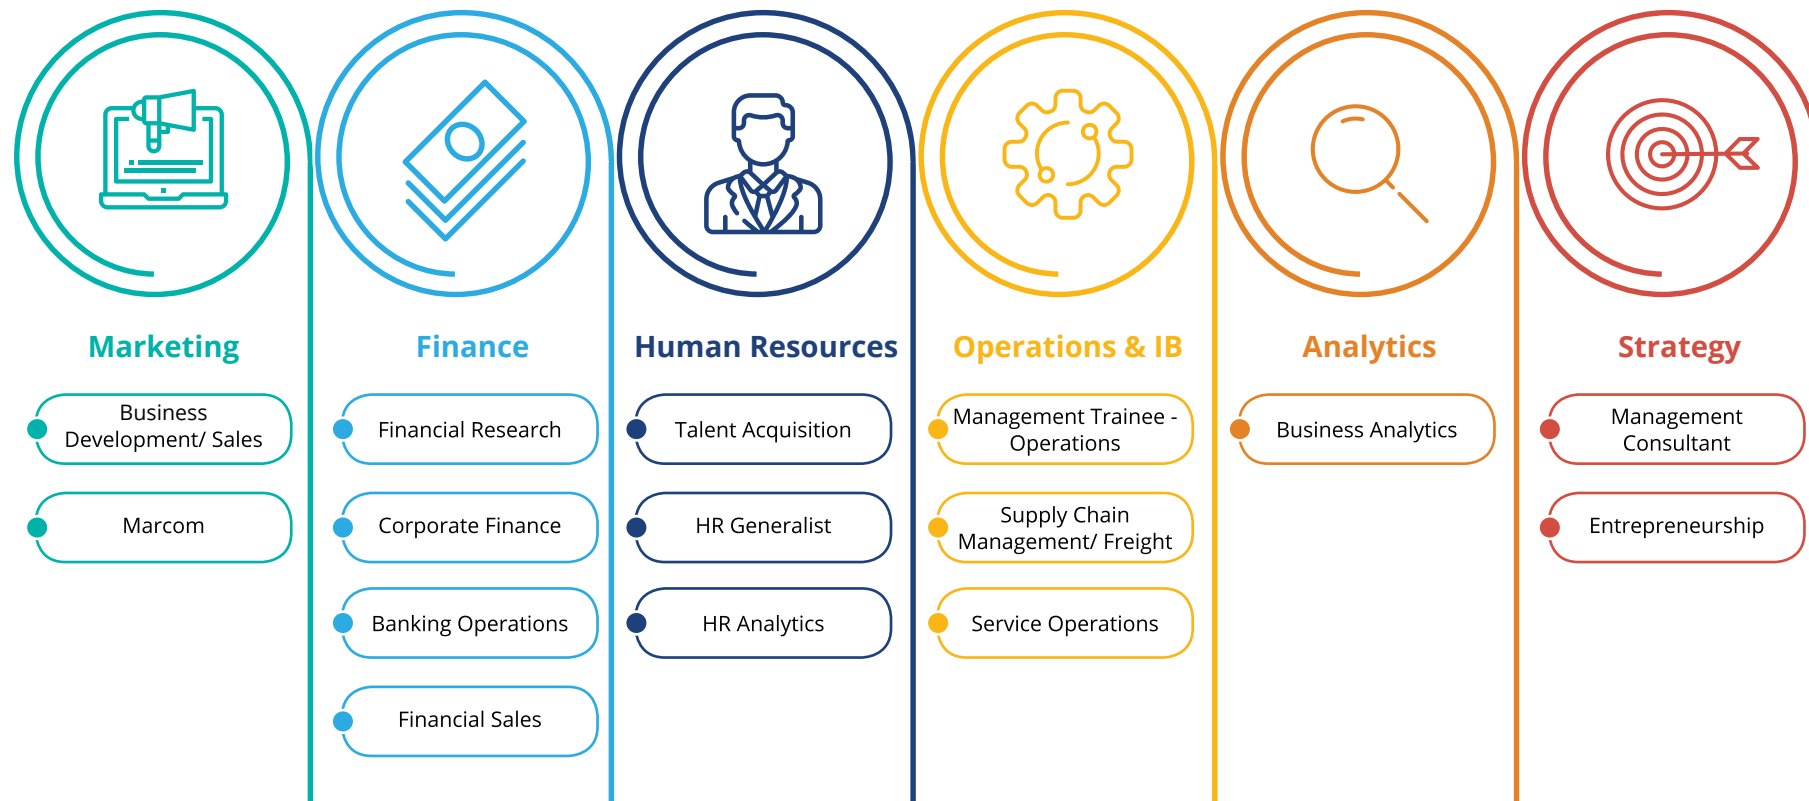 Marketing
Business
Development/ Sales
Marcom
Finance
Financial Research
Corporate Finance
Banking Operations
Financial Sales
Human Resources
Talent Acquisition
HR Generalist
HR Analytics
Operations & IB
Management Trainee -
Operations
Supply Chain
Management/ Freight
Service Operations
Analytics
Business Analytics
Strategy
Management
Consultant
Entrepreneurship